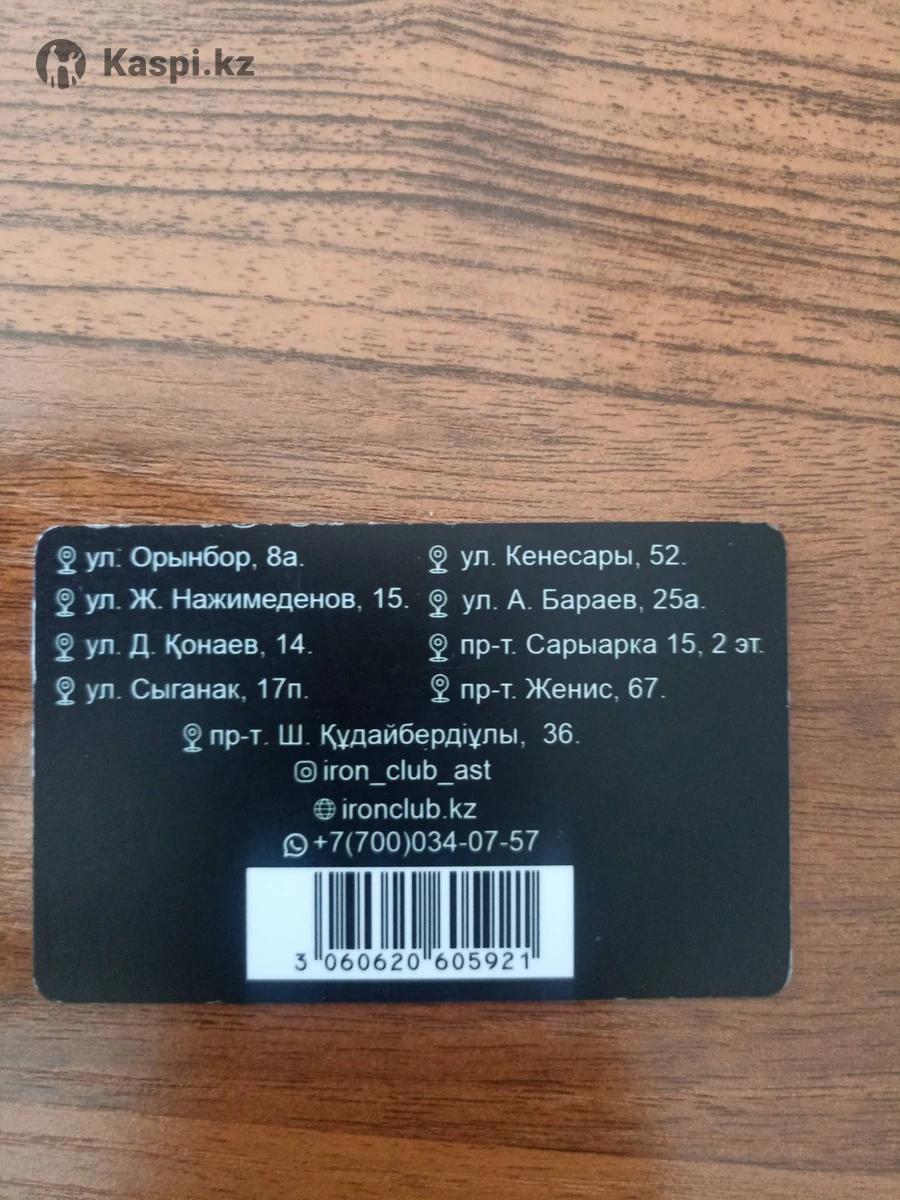 Kaspi.kz
ул. Орынбор, 8а.
ул. Кенесары, 52.
ул. Ж. Нажимеденов, 15.
ул. А. Бараев, 25а.
ул. Д. Қонаев, 14.
пр-т. Сарыарка 15, 2 эт.
ул. Сыганак, 17п.
пр-т. Женис, 67.
пр-т. Ш. Құдайбердіұлы, 36.
iron_club_ast
ironclub.kz
+7(700)034-07-57
3 060620 605921